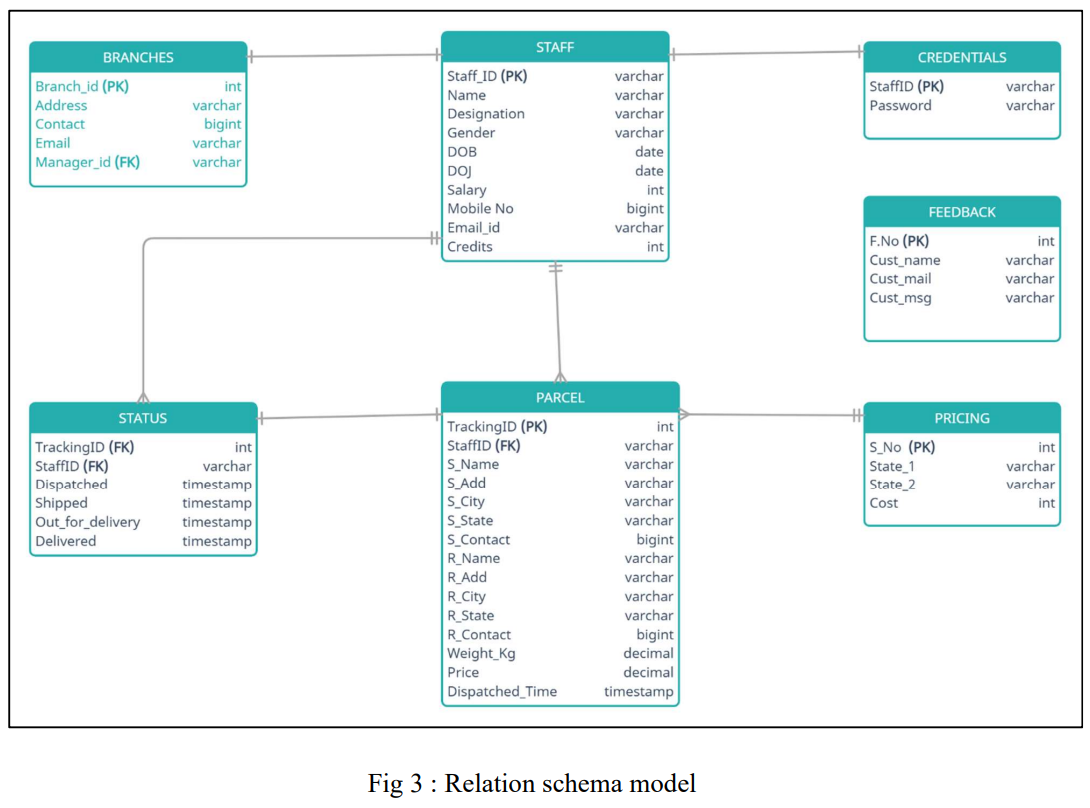 BRANCHES
Branch_id (PK) int
Address varchar
Contact bigint
Email varchar
Manager_id (FK) varchar
STAFF
Staff_ID (PK) varchar
Name varchar
Designation varchar
Gender varchar
DOB date
DOJ date
Salary int
Mobile No bigint
Email_id varchar
Credits int
CREDENTIALS
StaffID (PK) varchar
Password varchar
FEEDBACK
F.No (PK) int
Cust_name varchar
Cust_mail varchar
Cust_msg varchar
STATUS
TrackingID (FK) int
StaffID (FK) varchar
Dispatched timestamp
Shipped timestamp
Out_for_delivery timestamp
Delivered timestamp
PARCEL
TrackingID (PK) int
StaffID (FK) varchar
S_Name varchar
S_Add varchar
S_City varchar
S_State varchar
S_Contact bigint
R_Name varchar
R_Add varchar
R_City varchar
R_State varchar
R_Contact bigint
Weight_Kg decimal
Price decimal
Dispatched_Time timestamp
PRICING
S_No (PK) int
State_1 varchar
State_2 varchar
Cost int
Fig 3 : Relation schema model